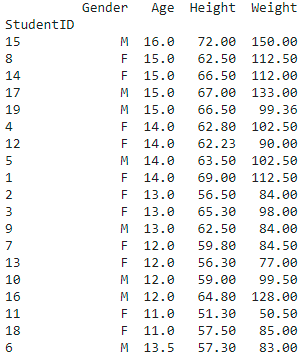 Gender Age Height Weight
StudentID
15 M 16.0 72.00 150.00
8 F 15.0 62.50 112.50
14 F 15.0 66.50 112.00
17 M 15.0 67.00 133.00
19 M 15.0 66.50 99.36
4 F 14.0 62.80 102.50
12 F 14.0 62.23 90.00
5 M 14.0 63.50 102.50
1 F 14.0 69.00 112.50
2 F 13.0 56.50 84.00
3 F 13.0 65.30 98.00
9 M 13.0 62.50 84.00
7 F 12.0 59.80 84.50
13 F 12.0 56.30 77.00
10 M 12.0 59.00 99.50
16 M 12.0 64.80 128.00
11 F 11.0 51.30 50.50
18 F 11.0 57.50 85.00
6 M 13.5 57.30 83.00